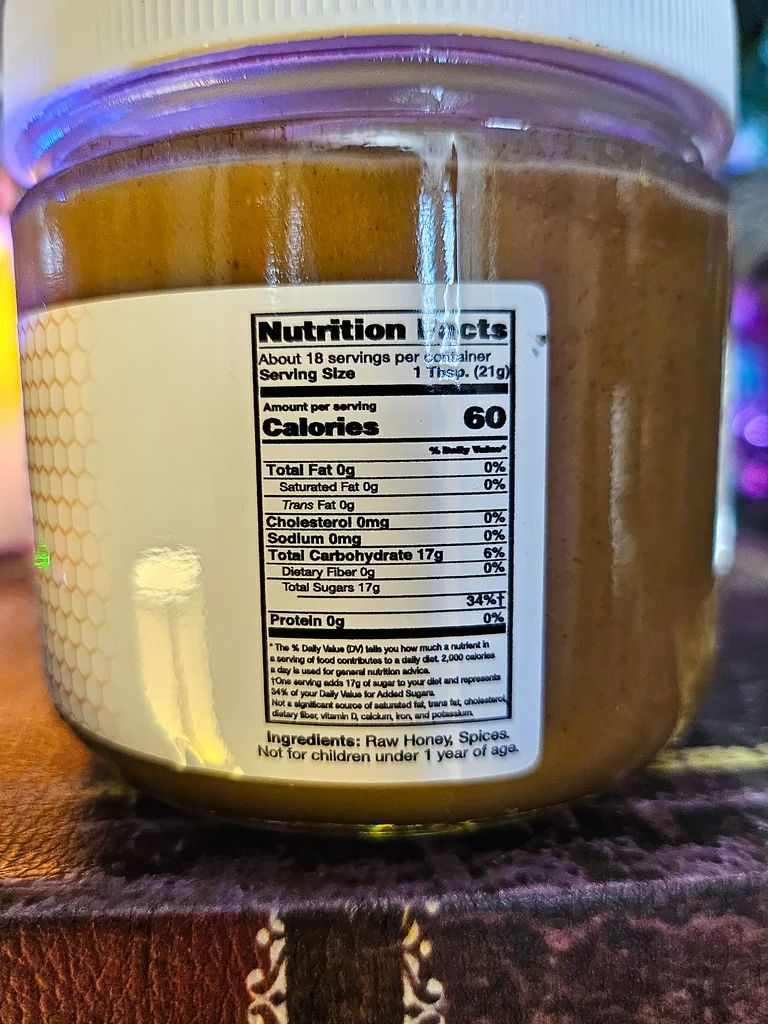 Nutrition Facts
About 18 servings per container
Serving Size 1 Tbsp. (21g)
Amount per serving
Calories 60
% Daily Value*
Total Fat 0g 0%
Saturated Fat 0g 0%
Trans Fat 0g
Cholesterol 0mg 0%
Sodium 0mg 0%
Total Carbohydrate 17g 6%
Dietary Fiber 0g 0%
Total Sugars 17g
34%†
Protein 0g 0%
* The % Daily Value (DV) tells you how much a nutrient in
a serving of food contributes to a daily diet. 2,000 calories
a day is used for general nutrition advice.
†One serving adds 17g of sugar to your diet and represents
34% of your Daily Value for Added Sugars.
Not a significant source of saturated fat, trans fat, cholesterol,
dietary fiber, vitamin D, calcium, iron, and potassium.
Ingredients: Raw Honey, Spices.
Not for children under 1 year of age.